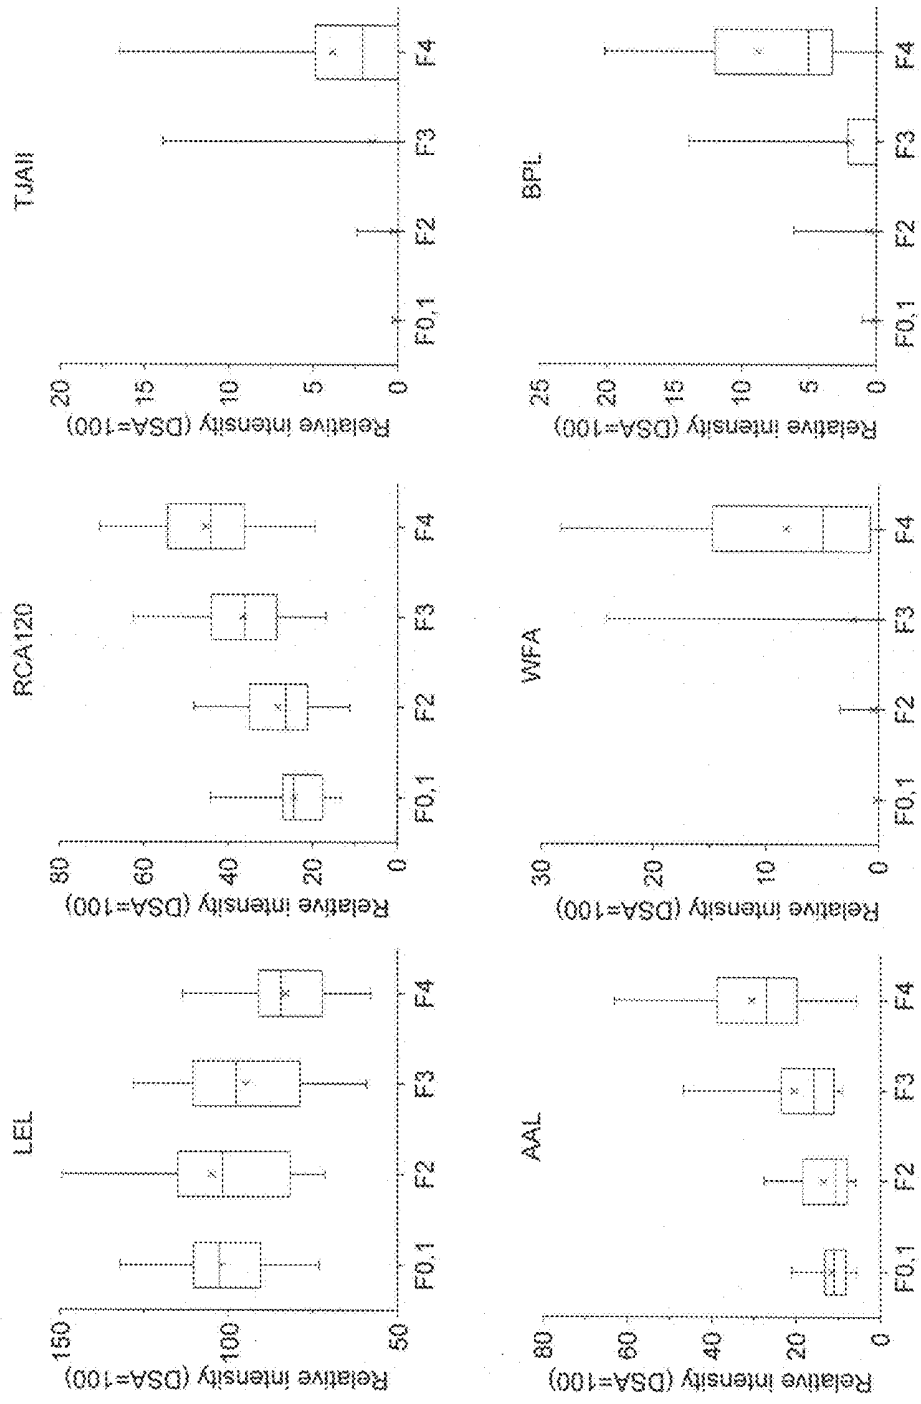 LEL
Relative intensity (DSA=100)
150
100
50
F0,1 F2 F3 F4
RCA120
Relative intensity (DSA=100)
80
60
40
20
0
F0,1 F2 F3 F4
TJAII
Relative intensity (DSA=100)
20
15
10
5
0
F0,1 F2 F3 F4
AAL
Relative intensity (DSA=100)
80
60
40
20
0
F0,1 F2 F3 F4
WFA
Relative intensity (DSA=100)
30
20
10
0
F0,1 F2 F3 F4
BPL
Relative intensity (DSA=100)
25
20
15
10
5
0
F0,1 F2 F3 F4